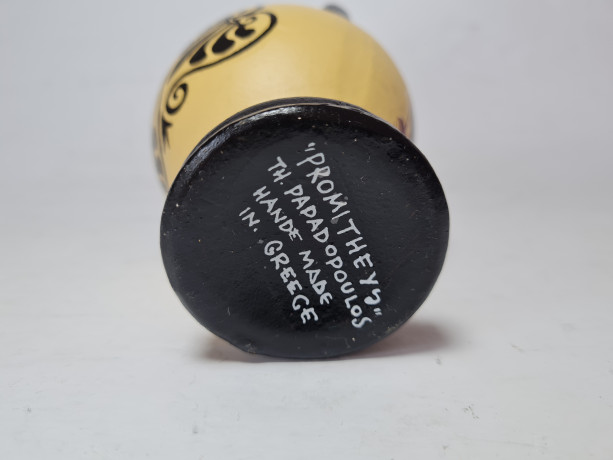 "PROMITHEYS"
TH. PAPADOPOULOS
HANDE MADE
IN. GREECE